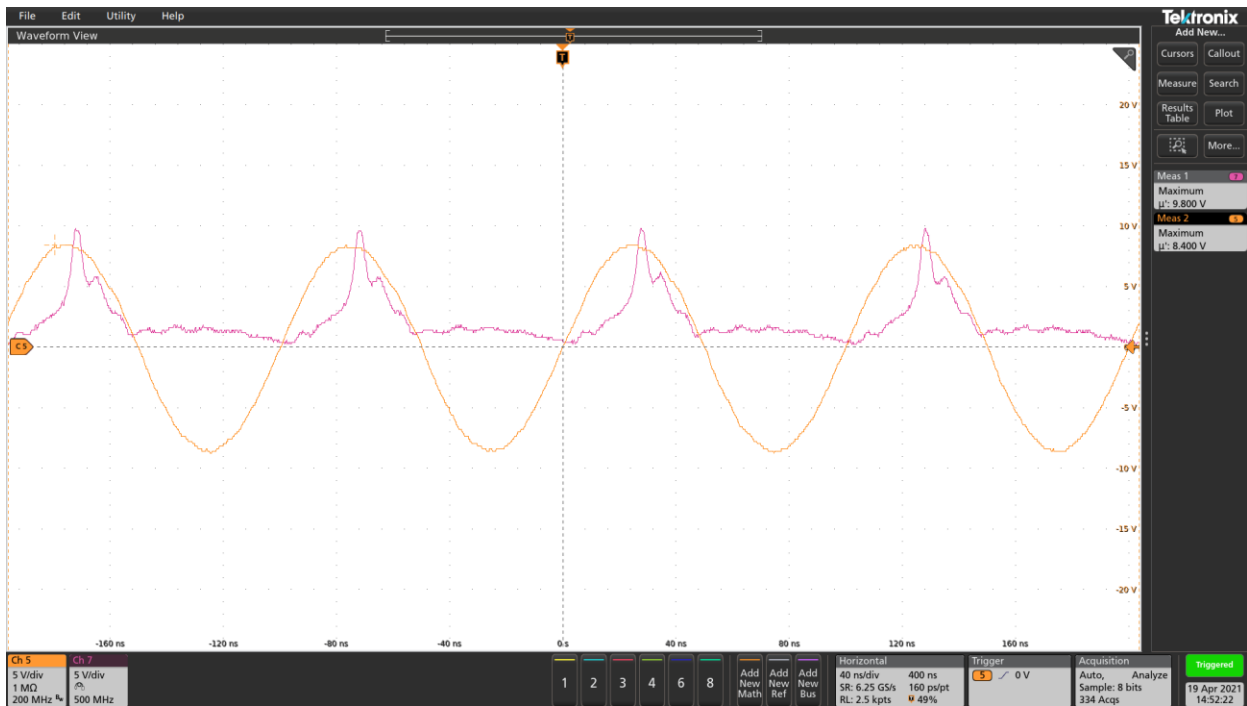 File Edit Utility Help
Tektronix
Waveform View
Add New...
T
T
Cursors Callout
Measure Search
Results Table Plot
More...
20 V
15 V
10 V
5 V
-5 V
-10 V
-15 V
-20 V
C 5
Meas 1 7
Maximum
µ': 9.800 V
Meas 2 5
Maximum
µ': 8.400 V
-160 ns -120 ns -80 ns -40 ns 0 s 40 ns 80 ns 120 ns 160 ns
Ch 5
5 V/div
1 MΩ
200 MHz
Ch 7
5 V/div
500 MHz
1 2 3 4 6 8
Add New Math
Add New Ref
Add New Bus
Horizontal
40 ns/div 400 ns
SR: 6.25 GS/s 160 ps/pt
RL: 2.5 kpts 49%
Trigger
5 0 V
Acquisition
Auto, Analyze
Sample: 8 bits
334 Acqs
Triggered
19 Apr 2021
14:52:22